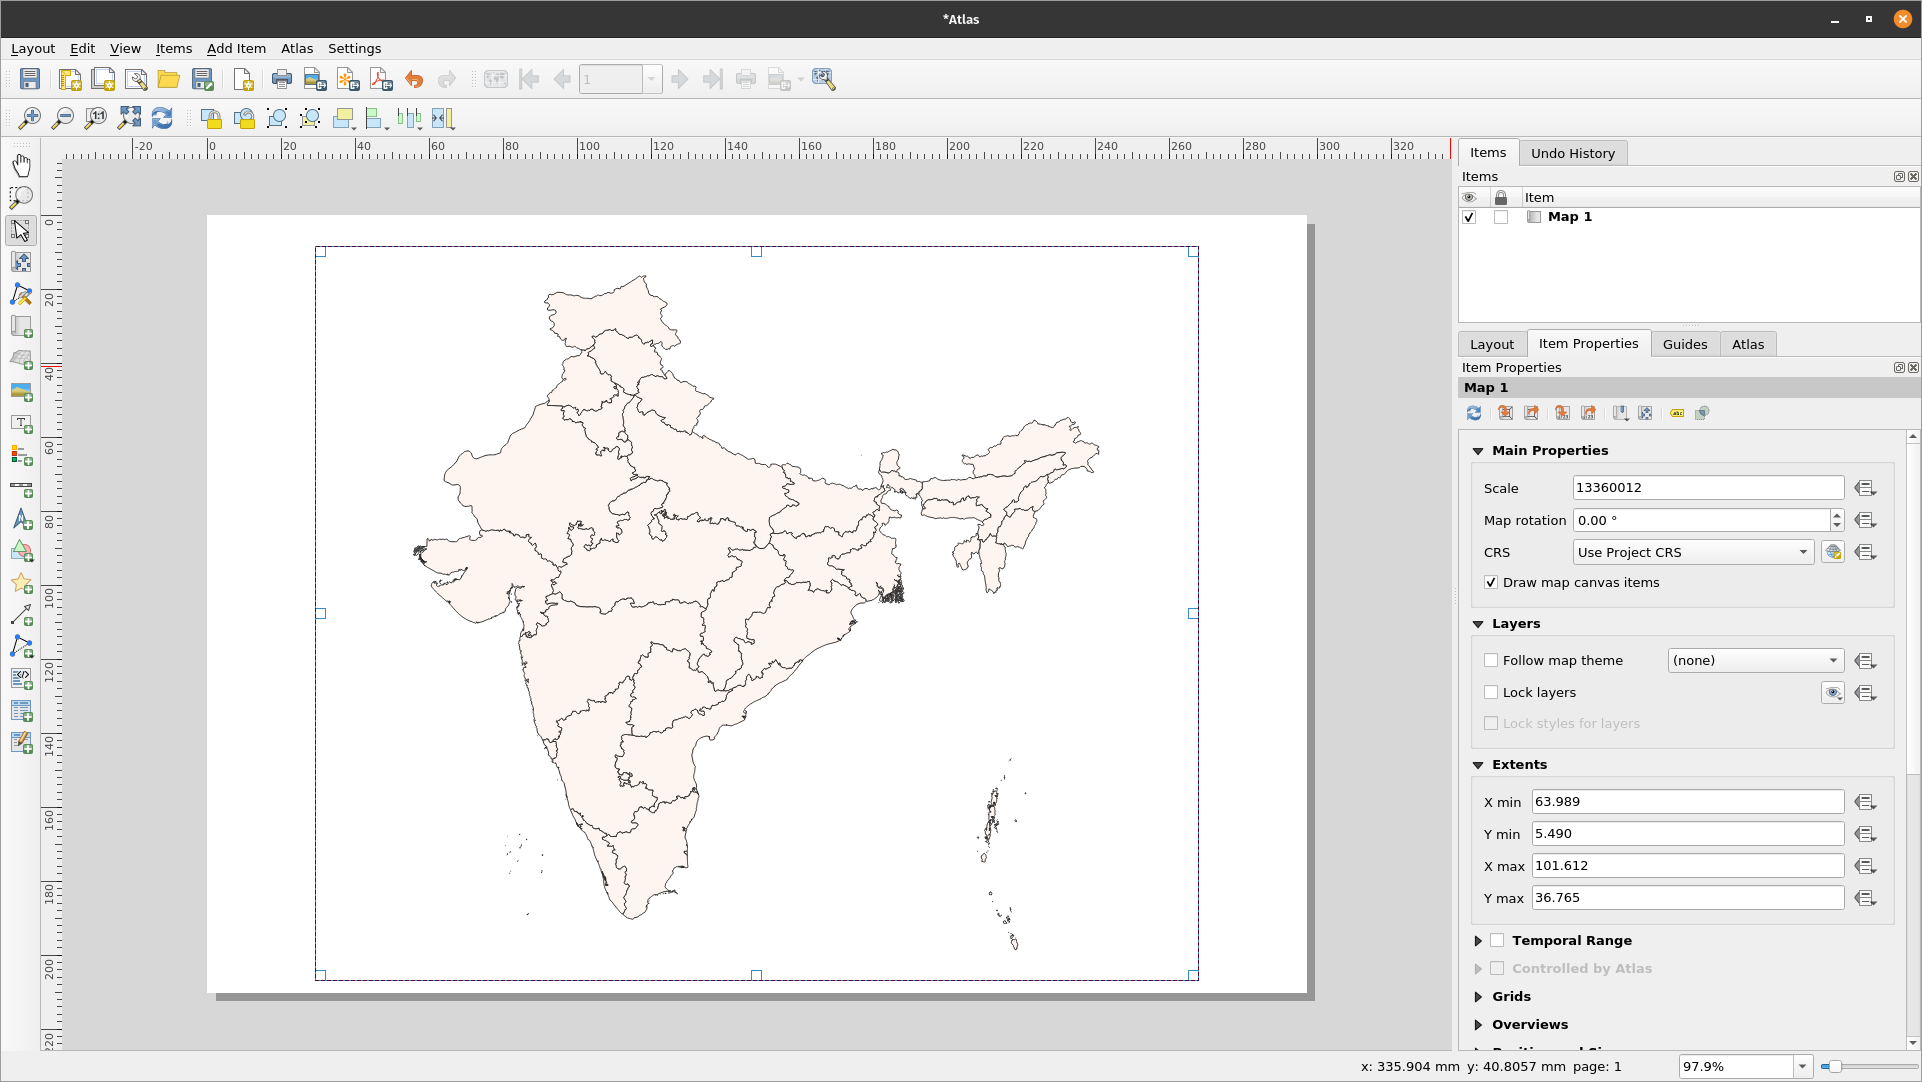 *Atlas
Layout Edit View Items Add Item Atlas Settings
1
1:1
-20 0 20 40 60 80 100 120 140 160 180 200 220 240 260 280 300 320
0
20
40
60
80
100
120
140
160
180
200
220
Items Undo History
Items
Item
Map 1
Layout Item Properties Guides Atlas
Item Properties
Map 1
Main Properties
Scale 13360012
Map rotation 0.00 °
CRS Use Project CRS
Draw map canvas items
Layers
Follow map theme (none)
Lock layers
Lock styles for layers
Extents
X min 63.989
Y min 5.490
X max 101.612
Y max 36.765
Temporal Range
Controlled by Atlas
Grids
Overviews
x: 335.904 mm y: 40.8057 mm page: 1 97.9%